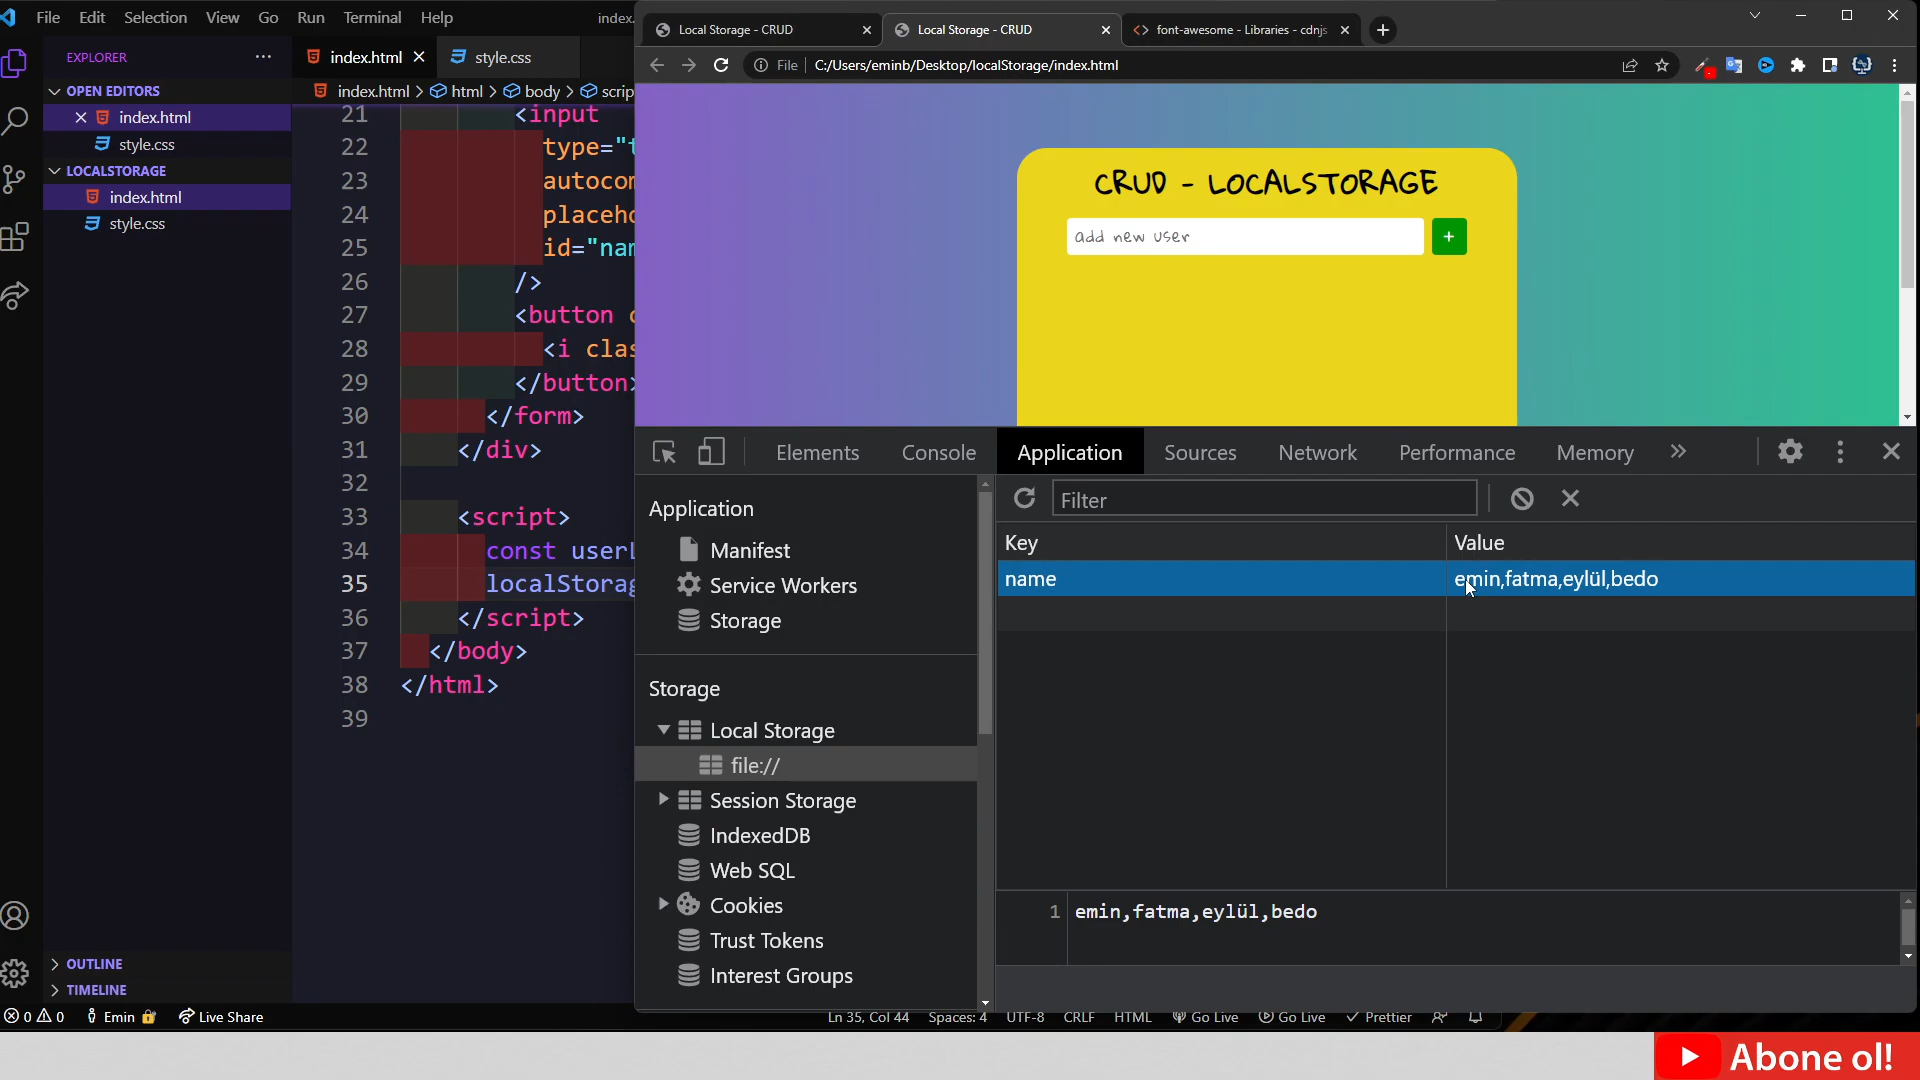 File Edit Selection View Go Run Terminal Help index.
EXPLORER
OPEN EDITORS
index.html
style.css
LOCALSTORAGE
index.html
style.css
OUTLINE
TIMELINE
index.html style.css
index.html > html > body > scrip
21 <input
22 type="t
23 autocom
24 placeho
25 id="nam
26 />
27 <button c
28 <i clas
29 </button>
30 </form>
31 </div>
32
33 <script>
34 const userL
35 localStorag
36 </script>
37 </body>
38 </html>
39
Local Storage - CRUD
Local Storage - CRUD
font-awesome - Libraries - cdnjs
File C:/Users/eminb/Desktop/localStorage/index.html
CRUD - LOCALSTORAGE
add new user +
Elements Console Application Sources Network Performance Memory
Application
Manifest
Service Workers
Storage
Storage
Local Storage
file://
Session Storage
IndexedDB
Web SQL
Cookies
Trust Tokens
Interest Groups
Filter
Key Value
name emin,fatma,eylül,bedo
1 emin,fatma,eylül,bedo
0 0 Emin Live Share Ln 35, Col 44 Spaces: 4 UTF-8 CRLF HTML Go Live Go Live Prettier
Abone ol!